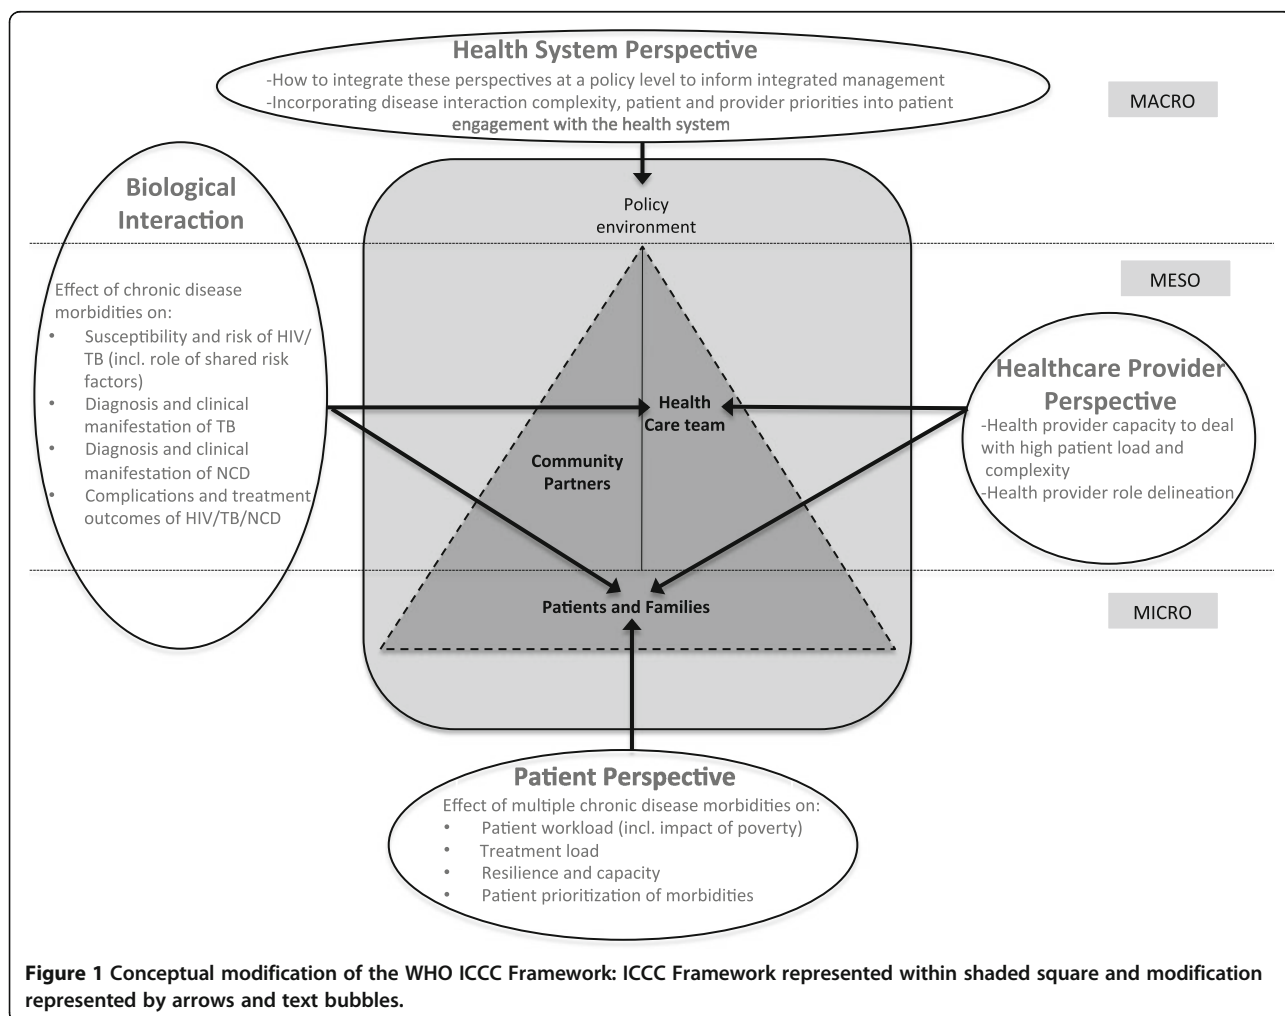 Health System Perspective
-How to integrate these perspectives at a policy level to inform integrated management
-Incorporating disease interaction complexity, patient and provider priorities into patient
engagement with the health system
MACRO
Biological
Interaction
Policy
environment
MESO
Effect of chronic disease
morbidities on:
• Susceptibility and risk of HIV/
TB (incl. role of shared risk
factors)
• Diagnosis and clinical
manifestation of TB
• Diagnosis and clinical
manifestation of NCD
• Complications and treatment
outcomes of HIV/TB/NCD
Health
Care team
Community
Partners
Healthcare Provider
Perspective
-Health provider capacity to deal
with high patient load and
complexity
-Health provider role delineation
Patients and Families
MICRO
Patient Perspective
Effect of multiple chronic disease morbidities on:
• Patient workload (incl. impact of poverty)
• Treatment load
• Resilience and capacity
• Patient prioritization of morbidities
Figure 1 Conceptual modification of the WHO ICCC Framework: ICCC Framework represented within shaded square and modification
represented by arrows and text bubbles.